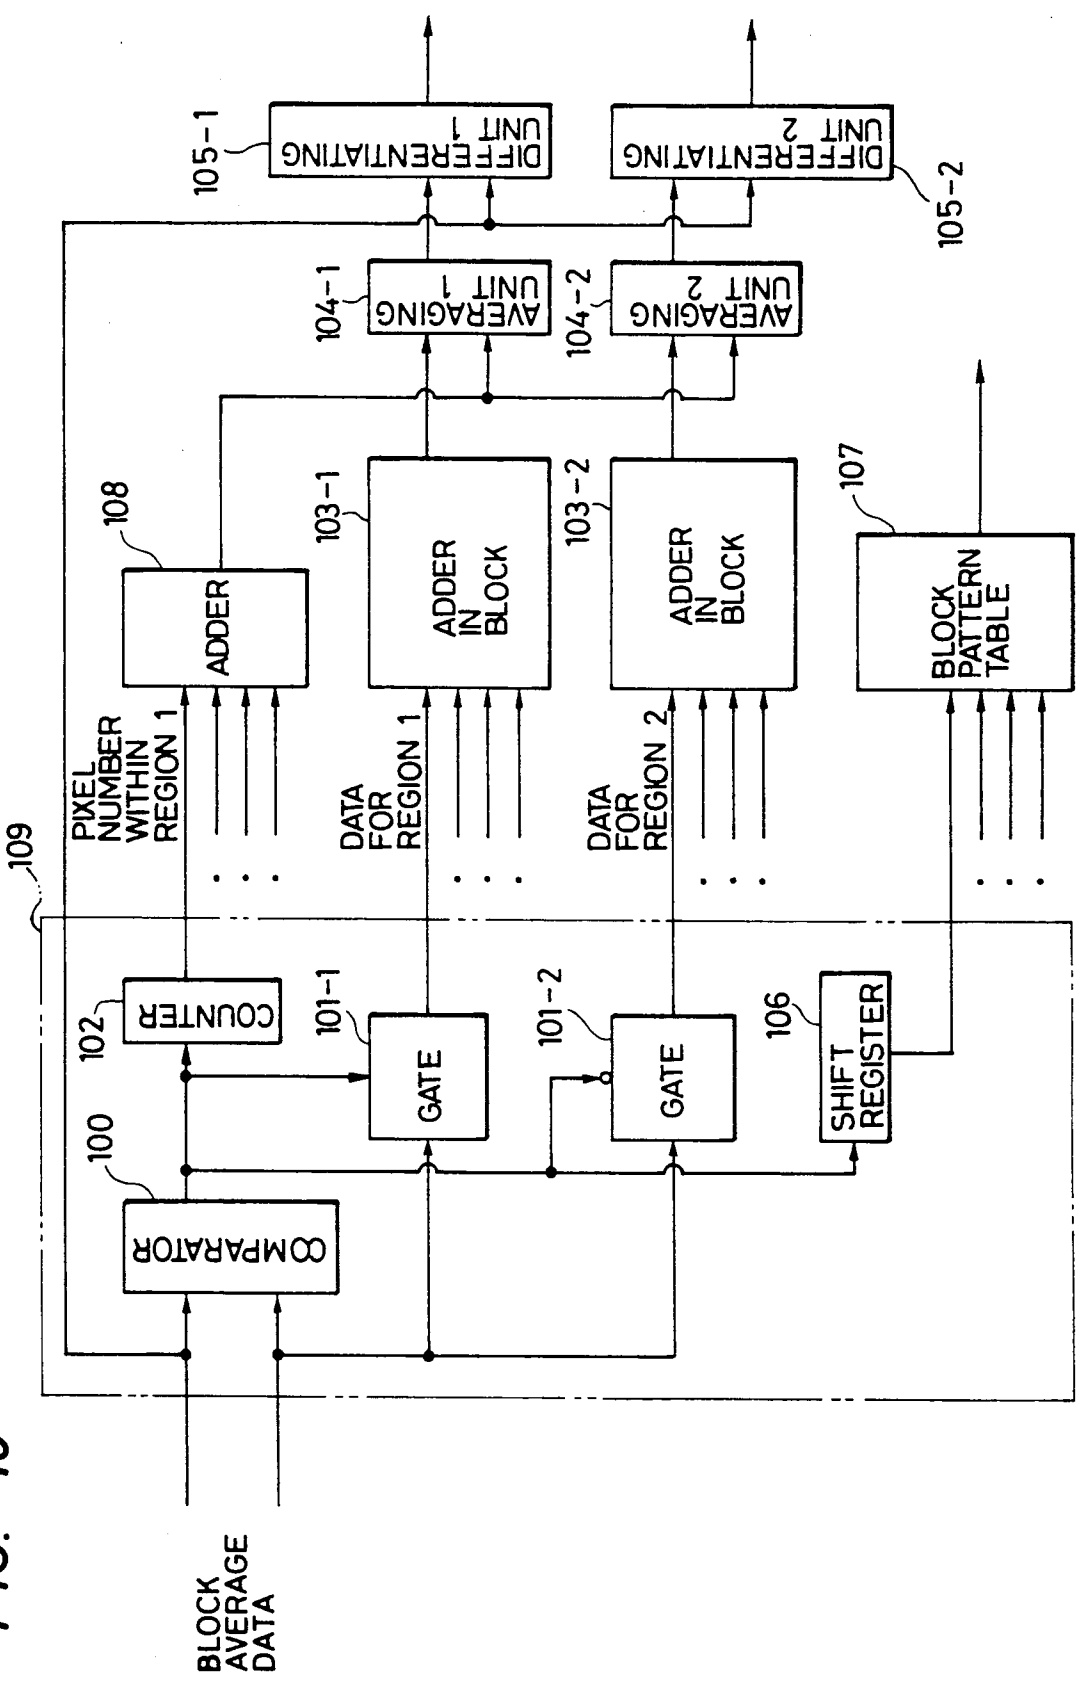 BLOCK
AVERAGE
DATA
109
100
COMPARATOR
102
COUNTER
101-1
GATE
101-2
GATE
106
SHIFT
REGISTER
PIXEL
NUMBER
WITHIN
REGION 1
DATA
FOR
REGION 1
DATA
FOR
REGION 2
108
ADDER
103-1
ADDER
IN
BLOCK
103-2
ADDER
IN
BLOCK
107
BLOCK
PATTERN
TABLE
104-1
AVERAGING
UNIT 1
104-2
AVERAGING
UNIT 2
105-1
DIFFERENTIATING
UNIT 1
105-2
DIFFERENTIATING
UNIT 2